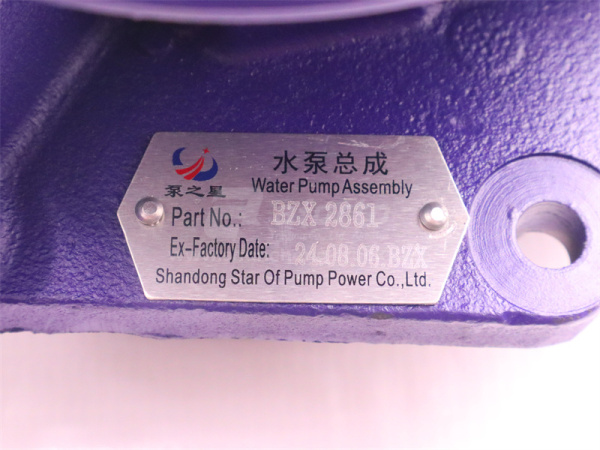 水泵总成
泵之星
Water Pump Assembly
Part No.: BZX 2661
Ex-Factory Date: 24.08 06 BZX
Shandong Star Of Pump Power Co.,Ltd.